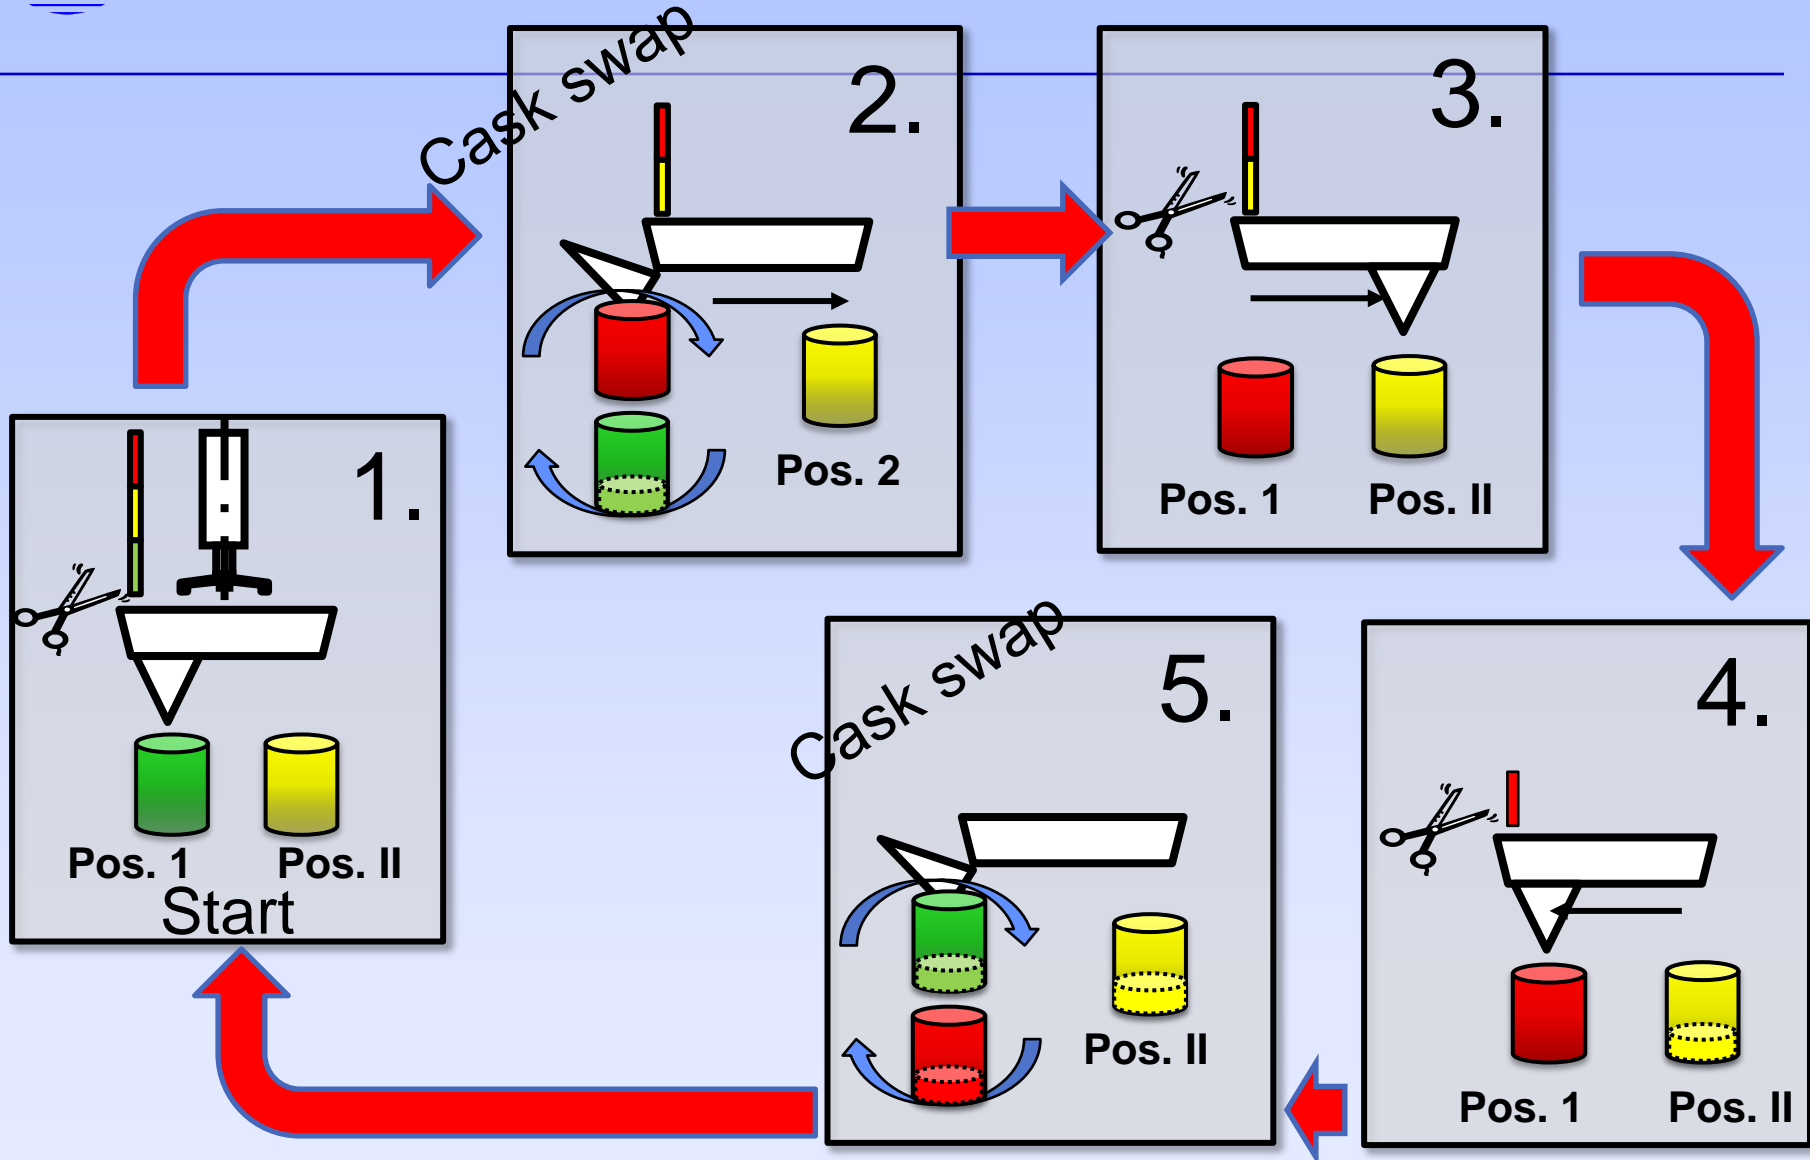 1.
Pos. 1 Pos. II
Start
Cask swap
2.
Pos. 2
3.
Pos. 1 Pos. II
4.
Pos. 1 Pos. II
Cask swap
5.
Pos. II